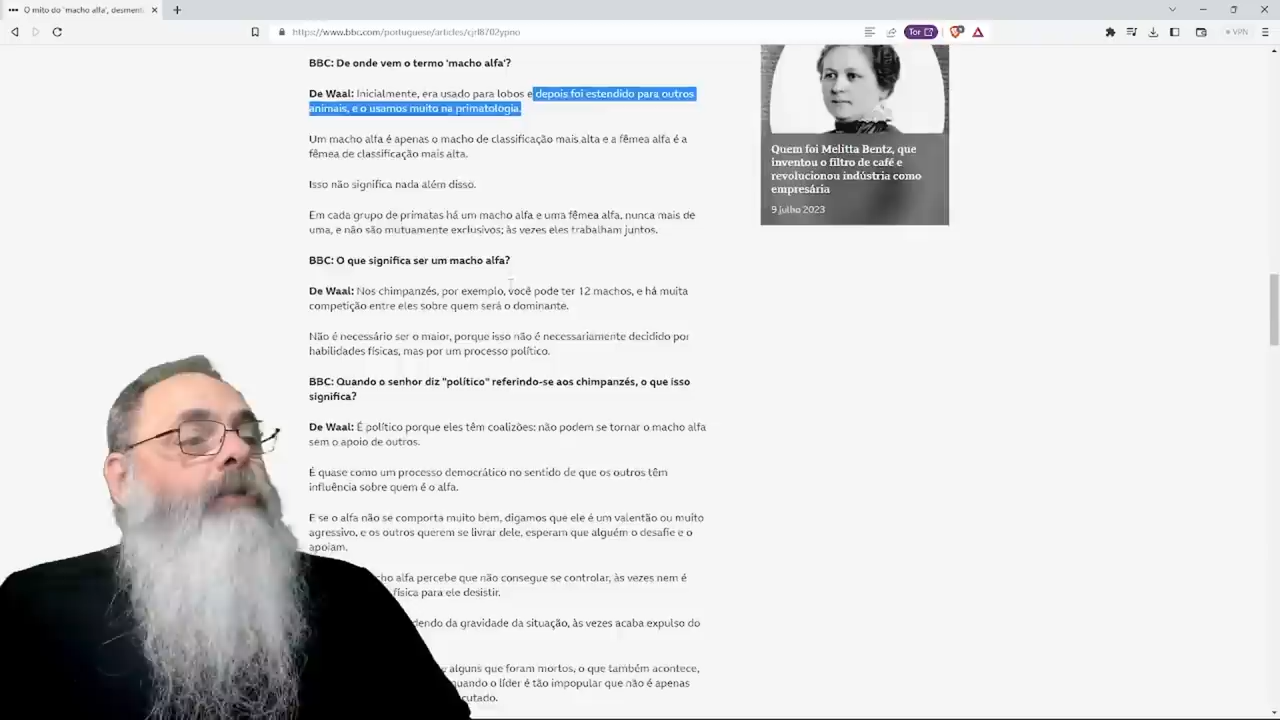 O mito do 'macho alfa', desmenti
https://www.bbc.com/portuguese/articles/cjrl8702ypno
Tor
VPN
BBC: De onde vem o termo 'macho alfa'?
De Waal: Inicialmente, era usado para lobos e depois foi estendido para outros
animais, e o usamos muito na primatologia.
Um macho alfa é apenas o macho de classificação mais alta e a fêmea alfa é a
fêmea de classificação mais alta.
Isso não significa nada além disso.
Em cada grupo de primatas há um macho alfa e uma fêmea alfa, nunca mais de
uma, e não são mutuamente exclusivos; às vezes eles trabalham juntos.
BBC: O que significa ser um macho alfa?
De Waal: Nos chimpanzés, por exemplo, você pode ter 12 machos, e há muita
competição entre eles sobre quem será o dominante.
Não é necessário ser o maior, porque isso não é necessariamente decidido por
habilidades físicas, mas por um processo político.
BBC: Quando o senhor diz "político" referindo-se aos chimpanzés, o que isso
significa?
De Waal: É político porque eles têm coalizões: não podem se tornar o macho alfa
sem o apoio de outros.
É quase como um processo democrático no sentido de que os outros têm
influência sobre quem é o alfa.
E se o alfa não se comporta muito bem, digamos que ele é um valentão ou muito
agressivo, e os outros querem se livrar dele, esperam que alguém o desafie e o
apoiam.
cho alfa percebe que não consegue se controlar, às vezes nem é
física para ele desistir.
dendo da gravidade da situação, às vezes acaba expulso do
alguns que foram mortos, o que também acontece,
quando o líder é tão impopular que não é apenas
cutado.
Quem foi Melitta Bentz, que
inventou o filtro de café e
revolucionou indústria como
empresária
9 julho 2023